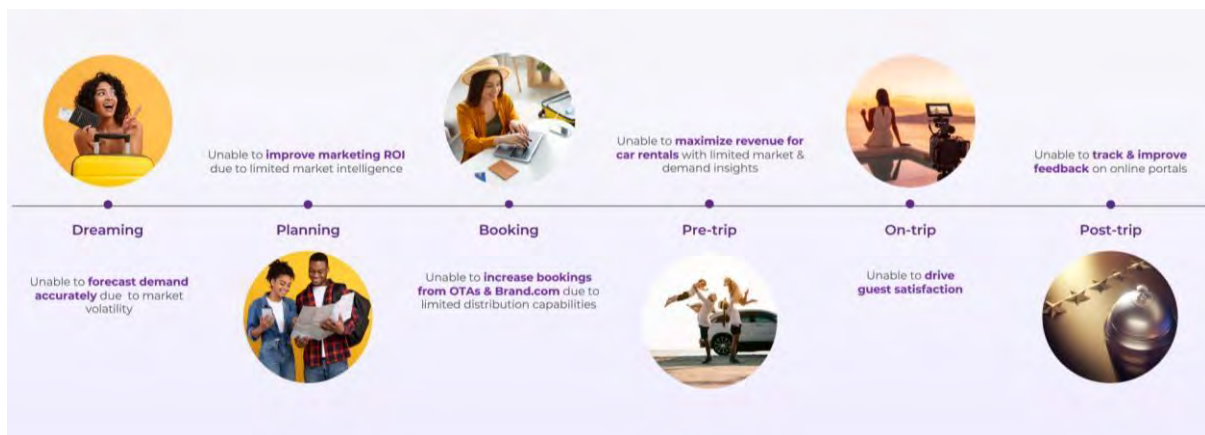 Dreaming
Unable to forecast demand
accurately due to market
volatility
Unable to improve marketing ROI
due to limited market intelligence
Planning
Booking
Unable to increase bookings
from OTAs & Brand.com due to
limited distribution capabilities
Unable to maximize revenue for
car rentals with limited market &
demand insights
Pre-trip
On-trip
Unable to drive
guest satisfaction
Unable to track & improve
feedback on online portals
Post-trip